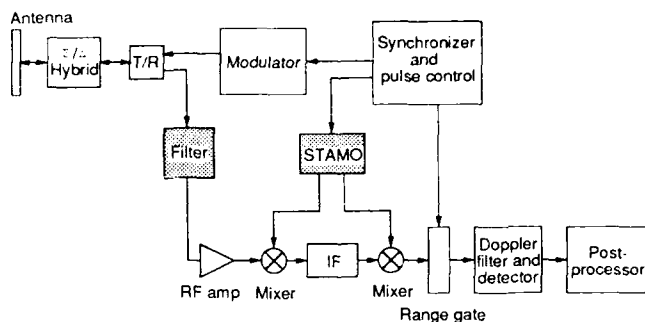 Antenna
Σ/Δ
Hybrid
T/R
Modulator
Synchronizer
and
pulse control
Filter
STAMO
RF amp
Mixer
IF
Mixer
Range gate
Doppler
filter and
detector
Post-
processor